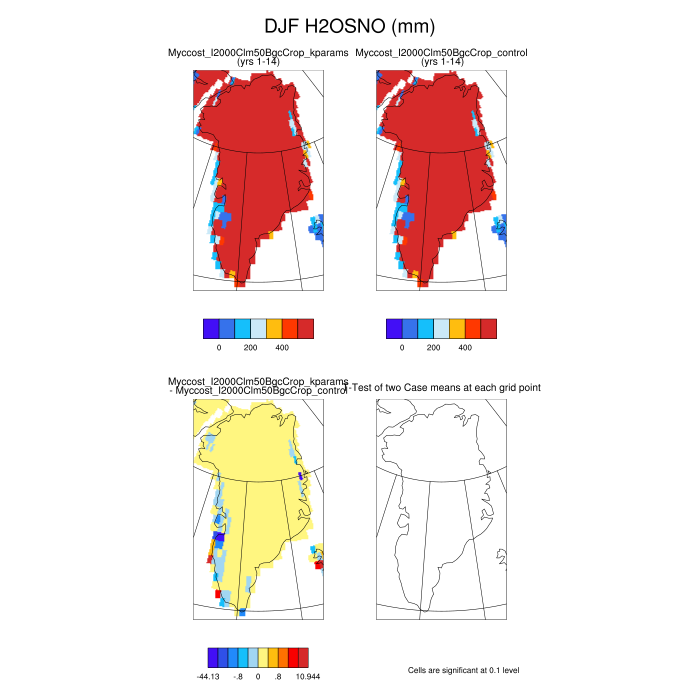 DJF H2OSNO (mm)
Myccost_I2000Clm50BgcCrop_kparams
(yrs 1-14)
Myccost_I2000Clm50BgcCrop_control
(yrs 1-14)
0 200 400
0 200 400
Myccost_I2000Clm50BgcCrop_kparams
- Myccost_I2000Clm50BgcCrop_control
T-Test of two Case means at each grid point
-44.13 -.8 0 .8 10.944
Cells are significant at 0.1 level